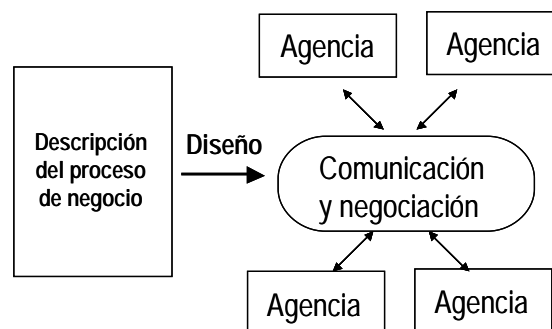 Agencia
Agencia
Descripción
del proceso
de negocio
Diseño
Comunicación
y negociación
Agencia
Agencia